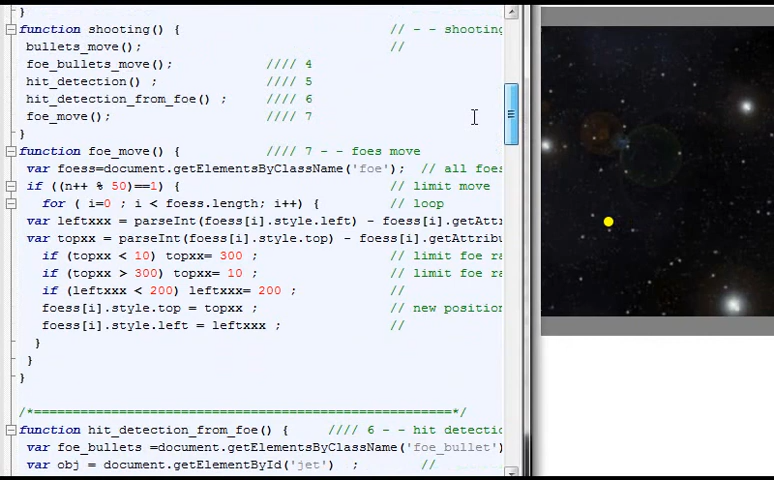 }
function shooting() { // - - shooting
bullets_move(); //
foe_bullets_move(); //// 4
hit_detection() ; //// 5
hit_detection_from_foe() ; //// 6
foe_move(); //// 7
}
function foe_move() { //// 7 - - foes move
var foess=document.getElementsByClassName('foe'); // all foes
if ((n++ % 50)==1) { // limit move
for ( i=0 ; i < foess.length; i++) { // loop
var leftxxx = parseInt(foess[i].style.left) - foess[i].getAttr
var topxx = parseInt(foess[i].style.top) - foess[i].getAttribu
if (topxx < 10) topxx= 300 ; // limit foe ra
if (topxx > 300) topxx= 10 ; // limit foe ra
if (leftxxx < 200) leftxxx= 200 ; //
foess[i].style.top = topxx ; // new position
foess[i].style.left = leftxxx ; //
}
}
}
/*======================================================*/
function hit_detection_from_foe() { //// 6 - - hit detectio
var foe_bullets =document.getElementsByClassName('foe_bullet')
var obj = document.getElementById('jet') ; //